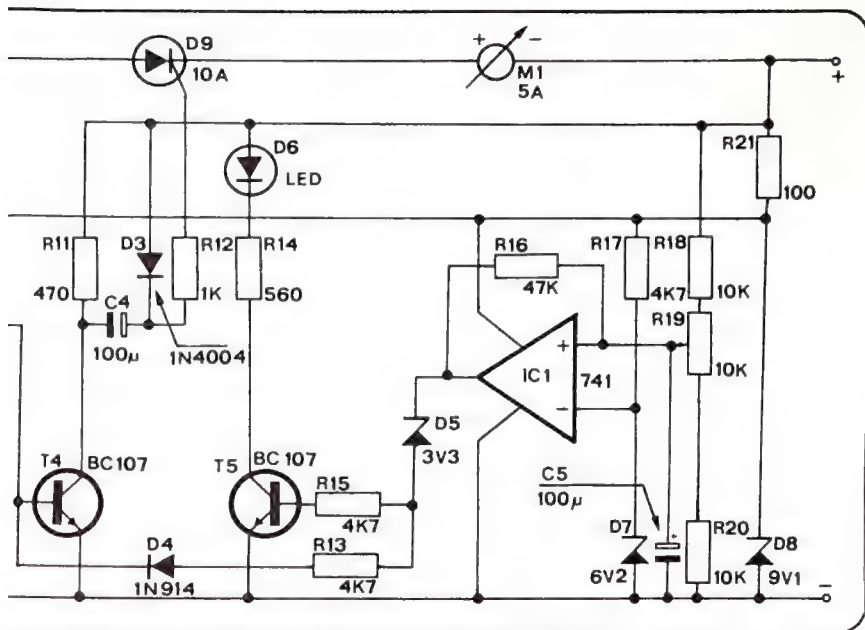 D9
10A
+ −
M1
5A
+
D6
LED
R21
100
R11
470
D3
R12
1K
R14
560
R16
47K
R17
4K7
R18
10K
C4
100µ
1N4004
R19
10K
+
IC1
741
−
D5
3V3
T4
BC107
T5
BC107
C5
100µ
R15
4K7
D7
6V2
+
R20
10K
D8
9V1
D4
1N914
R13
4K7
−